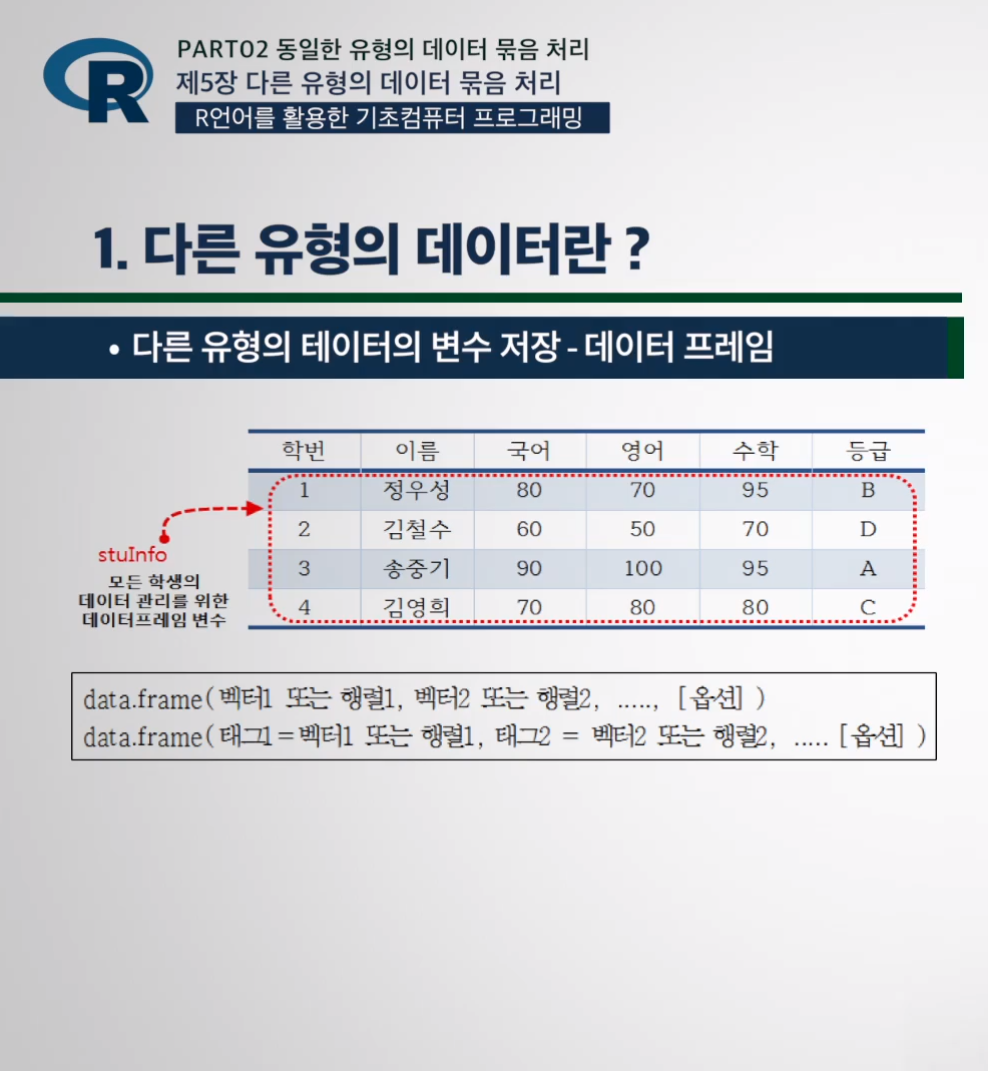 R
PART02 동일한 유형의 데이터 묶음 처리
제5장 다른 유형의 데이터 묶음 처리
R언어를 활용한 기초컴퓨터 프로그래밍
1. 다른 유형의 데이터란 ?
• 다른 유형의 테이터의 변수 저장 - 데이터 프레임
학번 이름 국어 영어 수학 등급
1 정우성 80 70 95 B
2 김철수 60 50 70 D
3 송중기 90 100 95 A
4 김영희 70 80 80 C
stuInfo
모든 학생의
데이터 관리를 위한
데이터프레임 변수
data.frame(벡터1 또는 행렬1, 벡터2 또는 행렬2, ....., [옵션] )
data.frame(태그1=벡터1 또는 행렬1, 태그2 = 벡터2 또는 행렬2, ..... [옵션] )